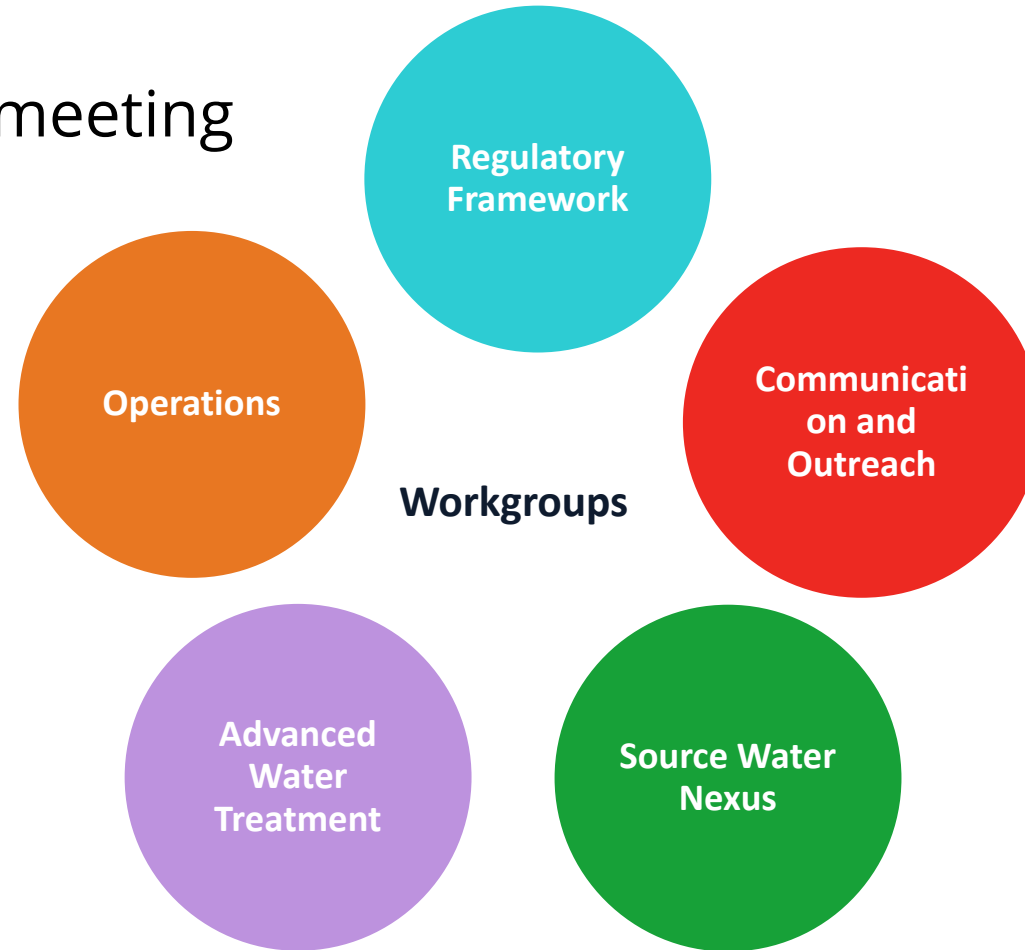 meeting
Regulatory
Framework
Operations
Communicati
on and
Outreach
Workgroups
Advanced
Water
Treatment
Source Water
Nexus